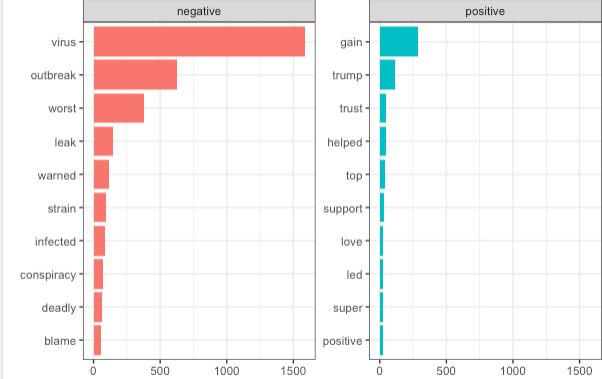 negative
virus
outbreak
worst
leak
warned
strain
infected
conspiracy
deadly
blame
0 500 1000 1500
positive
gain
trump
trust
helped
top
support
love
led
super
positive
0 500 1000 1500